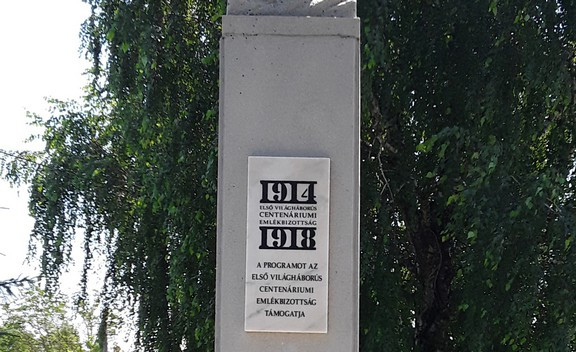 1914
ELSŐ VILÁGHÁBORÚS
CENTENÁRIUMI
EMLÉKBIZOTTSÁG
1918
A PROGRAMOT AZ
ELSŐ VILÁGHÁBORÚS
CENTENÁRIUMI
EMLÉKBIZOTTSÁG
TÁMOGATJA